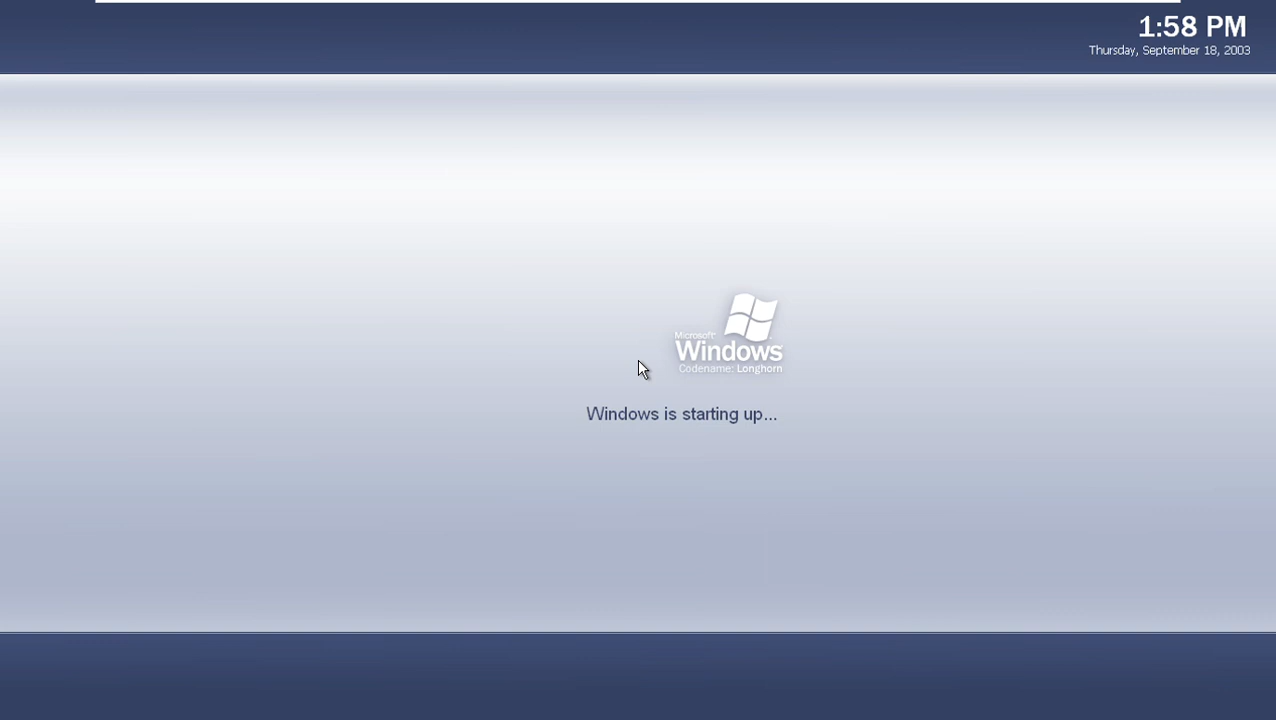 1:58 PM
Thursday, September 18, 2003
Microsoft
Windows
Codename: Longhorn
Windows is starting up...